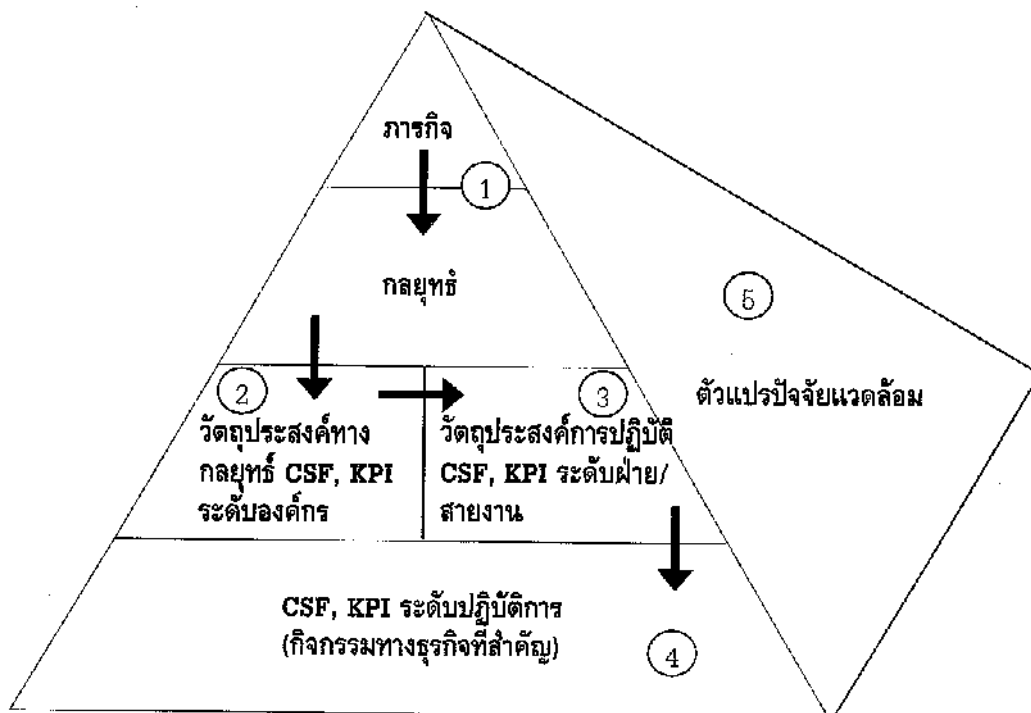 ภารกิจ
1
กลยุทธ์
5
2
3
ตัวแปรปัจจัยแวดล้อม
วัตถุประสงค์ทาง
กลยุทธ์ CSF, KPI
ระดับองค์กร
วัตถุประสงค์การปฏิบัติ
CSF, KPI ระดับฝ่าย/
สายงาน
CSF, KPI ระดับปฏิบัติการ
(กิจกรรมทางธุรกิจที่สำคัญ)
4